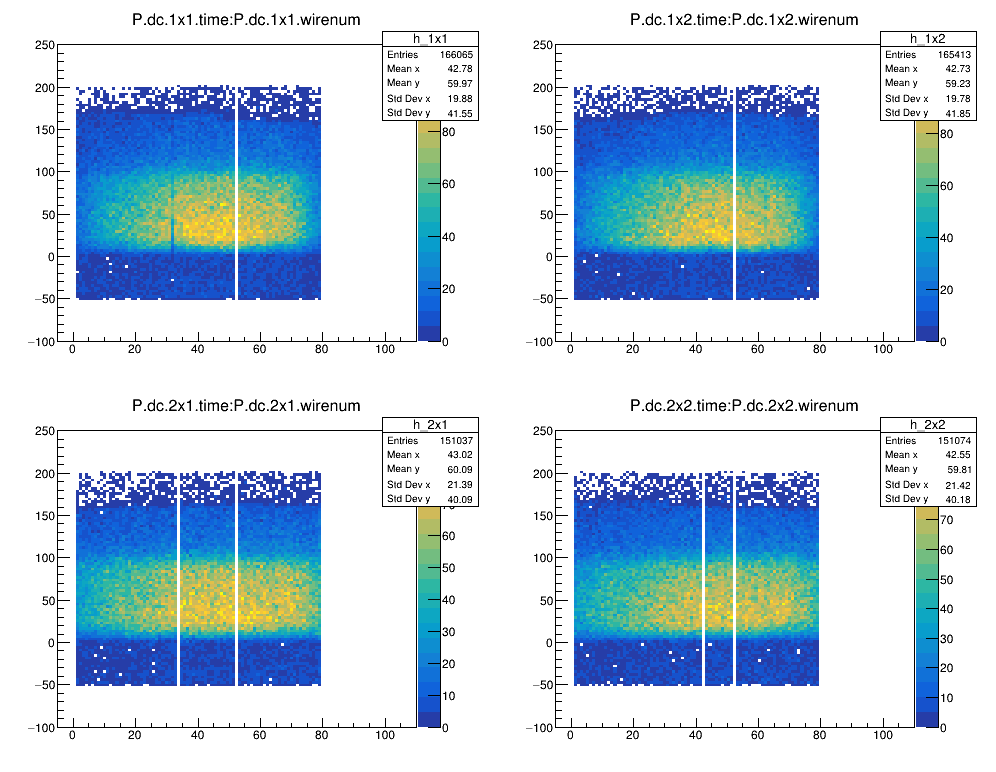 P.dc.1x1.time:P.dc.1x1.wirenum
h_1x1
Entries 166065
Mean x 42.78
Mean y 59.97
Std Dev x 19.88
Std Dev y 41.55
250
200
150
100
50
0
−50
−100
0 20 40 60 80 100
80
60
40
20
0
P.dc.1x2.time:P.dc.1x2.wirenum
h_1x2
Entries 165413
Mean x 42.73
Mean y 59.23
Std Dev x 19.78
Std Dev y 41.85
250
200
150
100
50
0
−50
−100
0 20 40 60 80 100
80
60
40
20
0
P.dc.2x1.time:P.dc.2x1.wirenum
h_2x1
Entries 151037
Mean x 43.02
Mean y 60.09
Std Dev x 21.39
Std Dev y 40.09
250
200
150
100
50
0
−50
−100
0 20 40 60 80 100
70
60
50
40
30
20
10
0
P.dc.2x2.time:P.dc.2x2.wirenum
h_2x2
Entries 151074
Mean x 42.55
Mean y 59.81
Std Dev x 21.42
Std Dev y 40.18
250
200
150
100
50
0
−50
−100
0 20 40 60 80 100
70
60
50
40
30
20
10
0